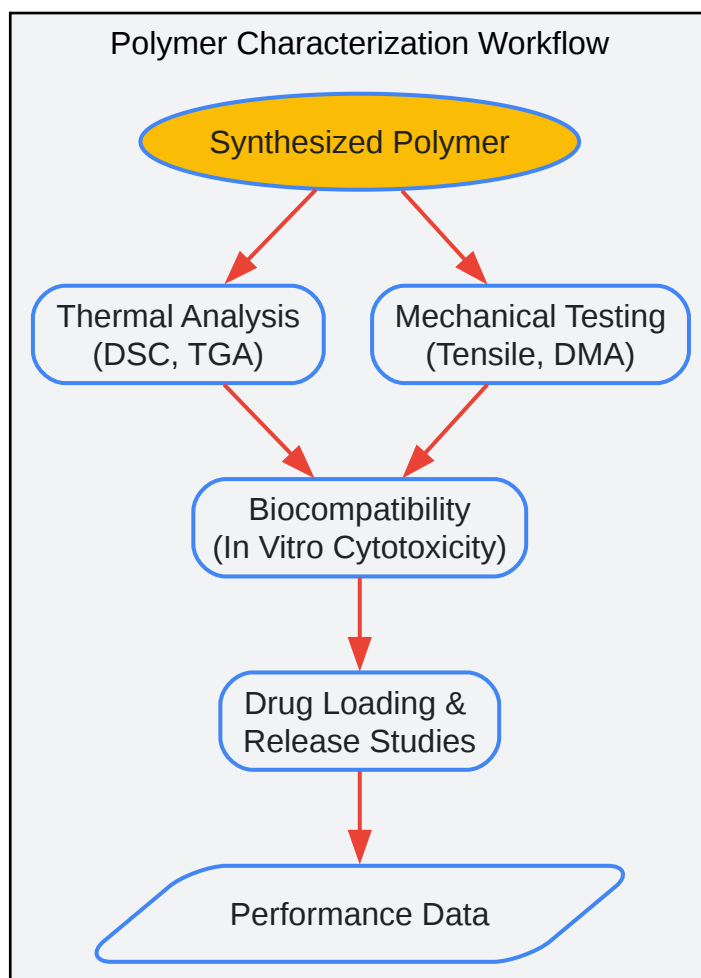 Polymer Characterization Workflow
Synthesized Polymer
Thermal Analysis
(DSC, TGA)
Mechanical Testing
(Tensile, DMA)
Biocompatibility
(In Vitro Cytotoxicity)
Drug Loading &
Release Studies
Performance Data